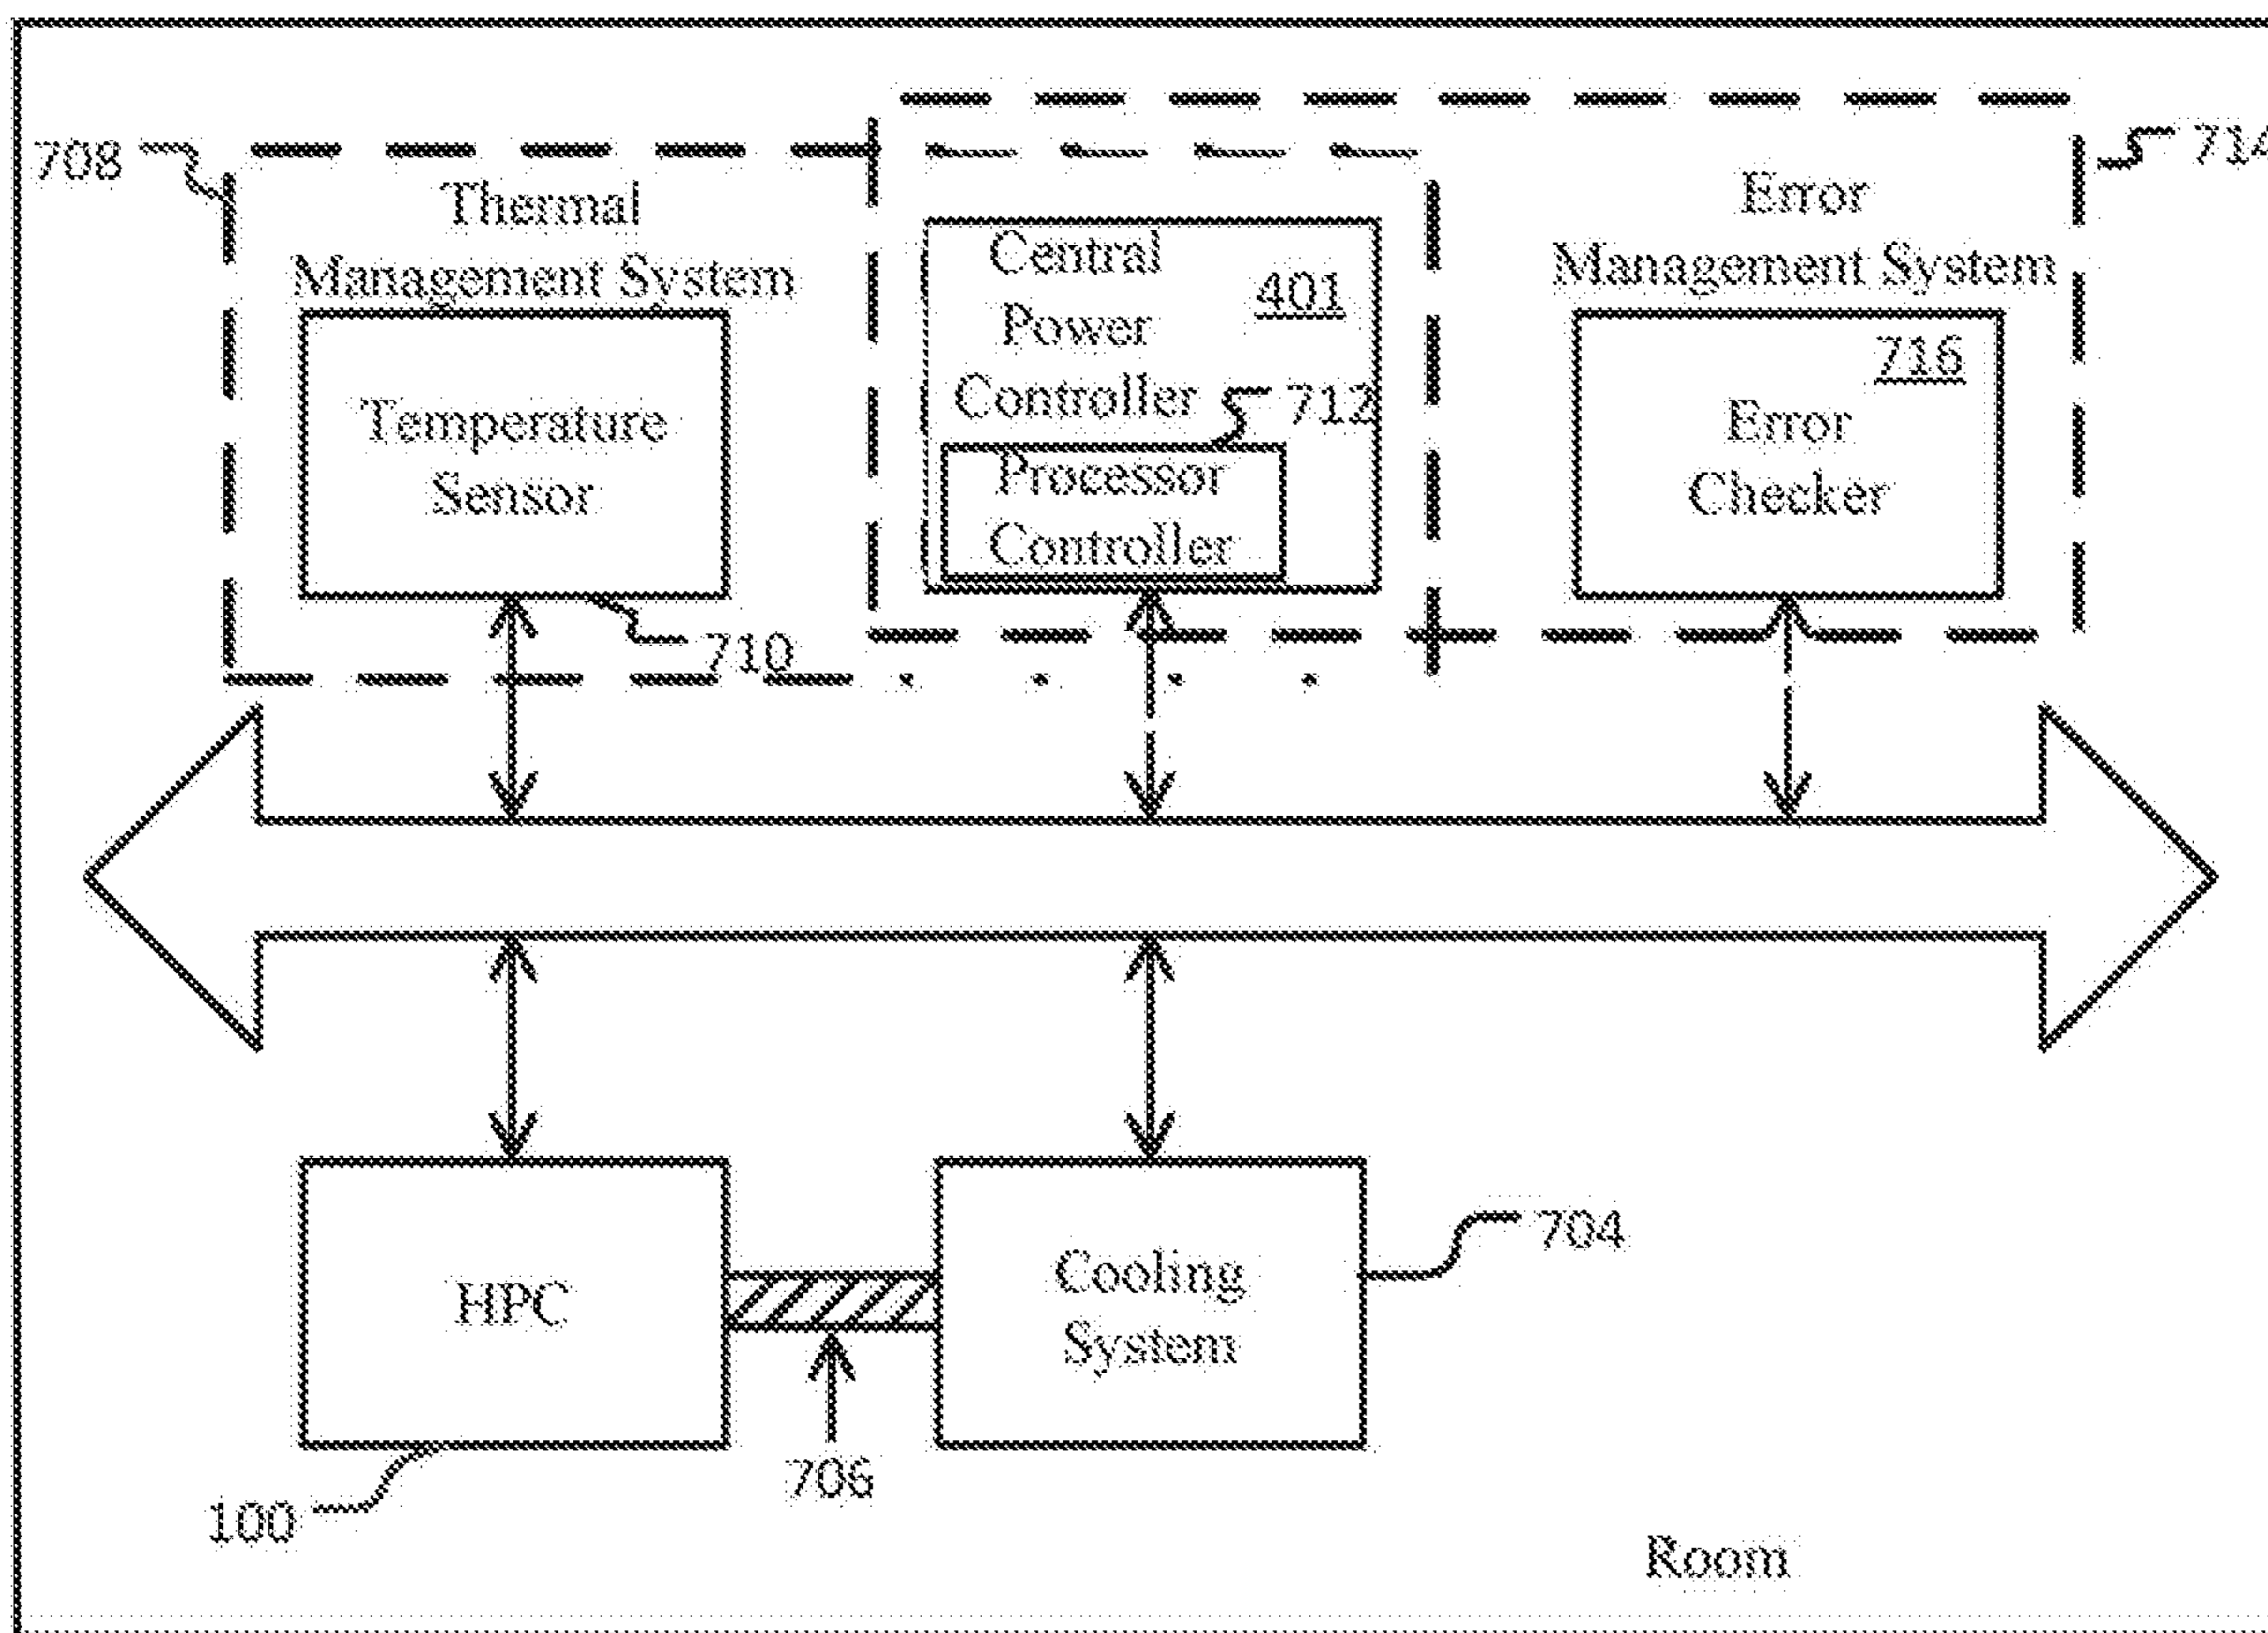 708
Thermal
Management System
Temperature
Sensor
710
Central
Power
Controller
401
712
Processor
Controller
Error
Management System
714
716
Error
Checker
HPC
100
706
Cooling
System
704
Room